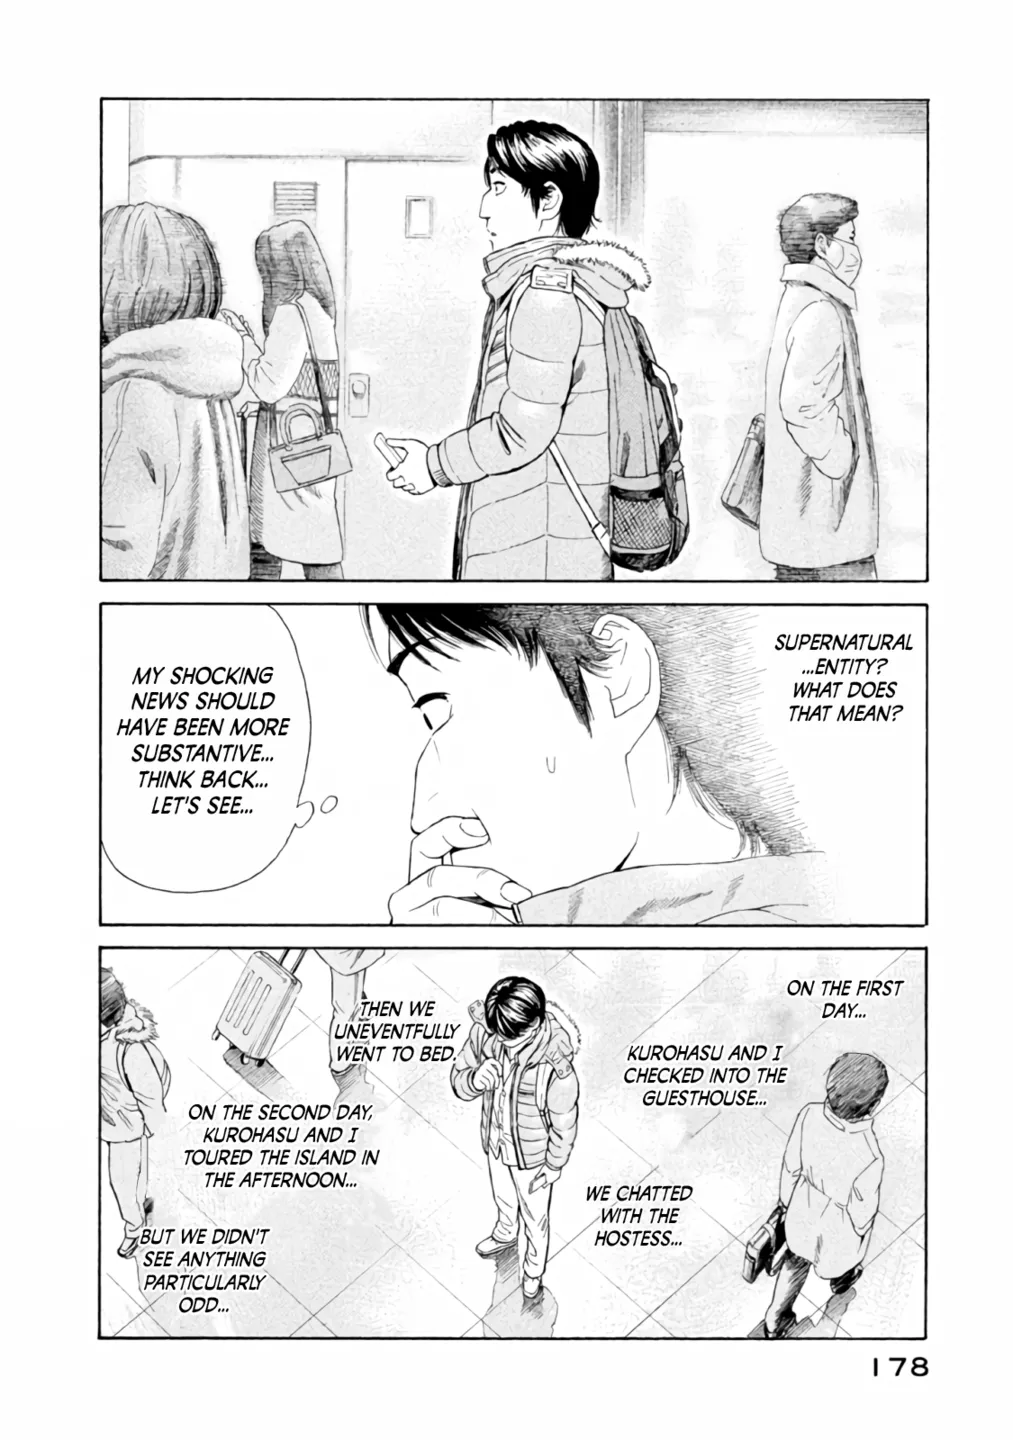 SUPERNATURAL
...ENTITY?
WHAT DOES
THAT MEAN?
MY SHOCKING
NEWS SHOULD
HAVE BEEN MORE
SUBSTANTIVE...
THINK BACK...
LET'S SEE...
ON THE FIRST
DAY...
KUROHASU AND I
CHECKED INTO THE
GUESTHOUSE...
WE CHATTED
WITH THE
HOSTESS...
THEN WE
UNEVENTFULLY
WENT TO BED.
ON THE SECOND DAY,
KUROHASU AND I
TOURED THE ISLAND IN
THE AFTERNOON...
BUT WE DIDN'T
SEE ANYTHING
PARTICULARLY
ODD...
178